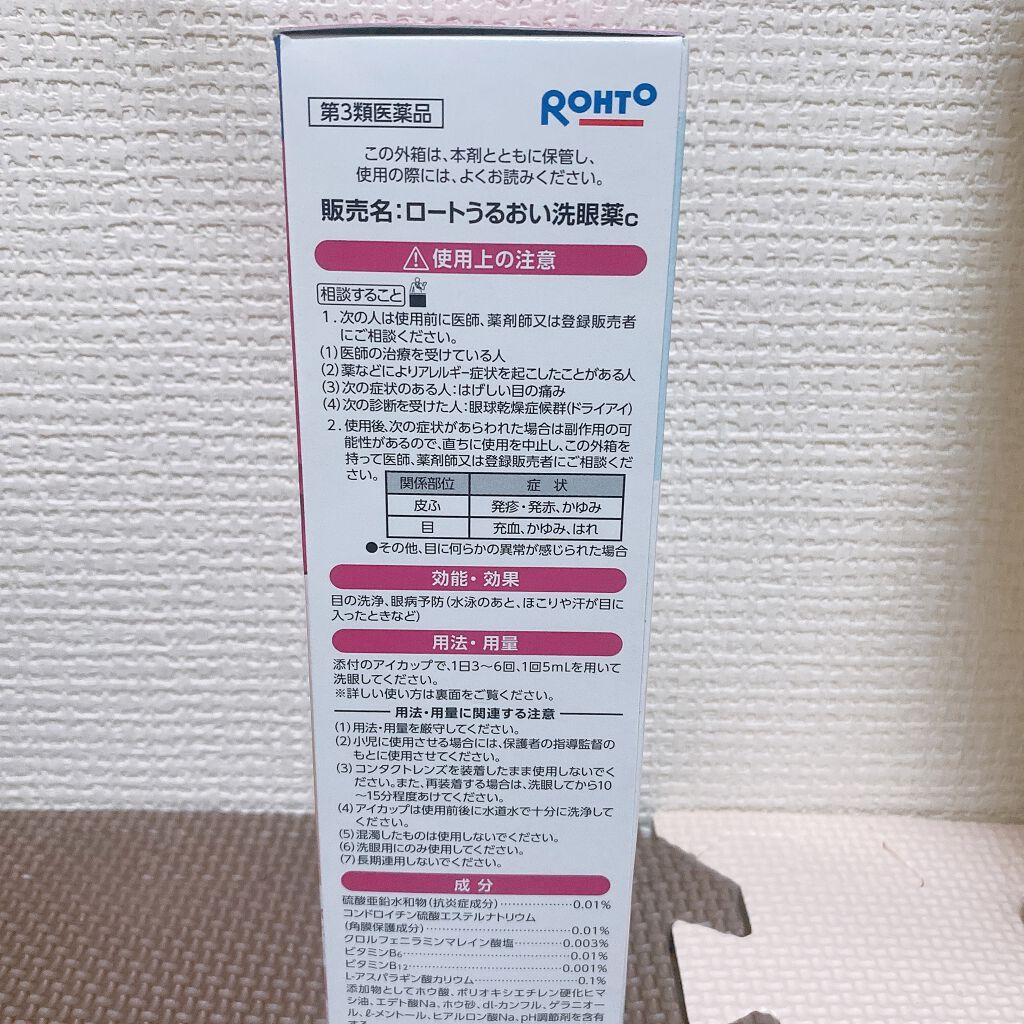 第3類医薬品
ROHTO
この外箱は、本剤とともに保管し、
使用の際には、よくお読みください。
販売名:ロートうるおい洗眼薬c
使用上の注意
相談すること
1.次の人は使用前に医師、薬剤師又は登録販売者
にご相談ください。
(1)医師の治療を受けている人
(2)薬などによりアレルギー症状を起こしたことがある人
(3)次の症状のある人:はげしい目の痛み
(4)次の診断を受けた人:眼球乾燥症候群(ドライアイ)
2.使用後、次の症状があらわれた場合は副作用の可
能性があるので、直ちに使用を中止し、この外箱を
持って医師、薬剤師又は登録販売者にご相談くだ
さい。
関係部位 症状
皮ふ 発疹・発赤、かゆみ
目 充血、かゆみ、はれ
●その他、目に何らかの異常が感じられた場合
効能・効果
目の洗浄、眼病予防(水泳のあと、ほこりや汗が目に
入ったときなど)
用法・用量
添付のアイカップで、1日3〜6回、1回5mLを用いて
洗眼してください。
※詳しい使い方は裏面をご覧ください。
用法・用量に関連する注意
(1)用法・用量を厳守してください。
(2)小児に使用させる場合には、保護者の指導監督の
もとに使用させてください。
(3)コンタクトレンズを装着したまま使用しないでく
ださい。また、再装着する場合は、洗眼してから10
〜15分程度あけてください。
(4)アイカップは使用前後に水道水で十分に洗浄して
ください。
(5)混濁したものは使用しないでください。
(6)洗眼用にのみ使用してください。
(7)長期連用しないでください。
成分
硫酸亜鉛水和物(抗炎症成分)……………0.01%
コンドロイチン硫酸エステルナトリウム
(角膜保護成分)……………0.01%
クロルフェニラミンマレイン酸塩……………0.003%
ビタミンB6……………0.01%
ビタミンB12……………0.001%
L-アスパラギン酸カリウム……………0.1%
添加物としてホウ酸、ポリオキシエチレン硬化ヒマ
シ油、エデト酸Na、ホウ砂、dl-カンフル、ゲラニオー
ル、ℓ-メントール、ヒアルロン酸Na、pH調節剤を含有